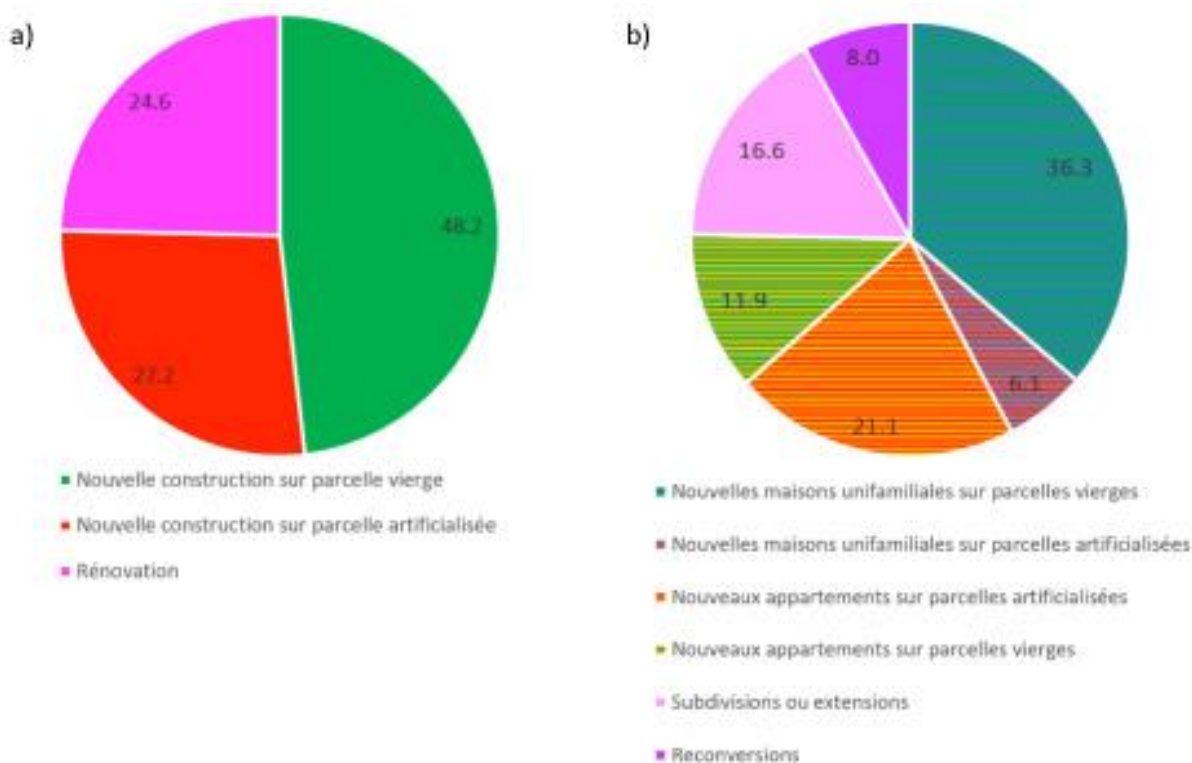 a)
24.6
48.2
27.2
Nouvelle construction sur parcelle vierge
Nouvelle construction sur parcelle artificialisée
Rénovation
b)
8.0
36.3
16.6
11.9
6.1
21.1
Nouvelles maisons unifamiliales sur parcelles vierges
Nouvelles maisons unifamiliales sur parcelles artificialisées
Nouveaux appartements sur parcelles artificialisées
Nouveaux appartements sur parcelles vierges
Subdivisions ou extensions
Reconversions